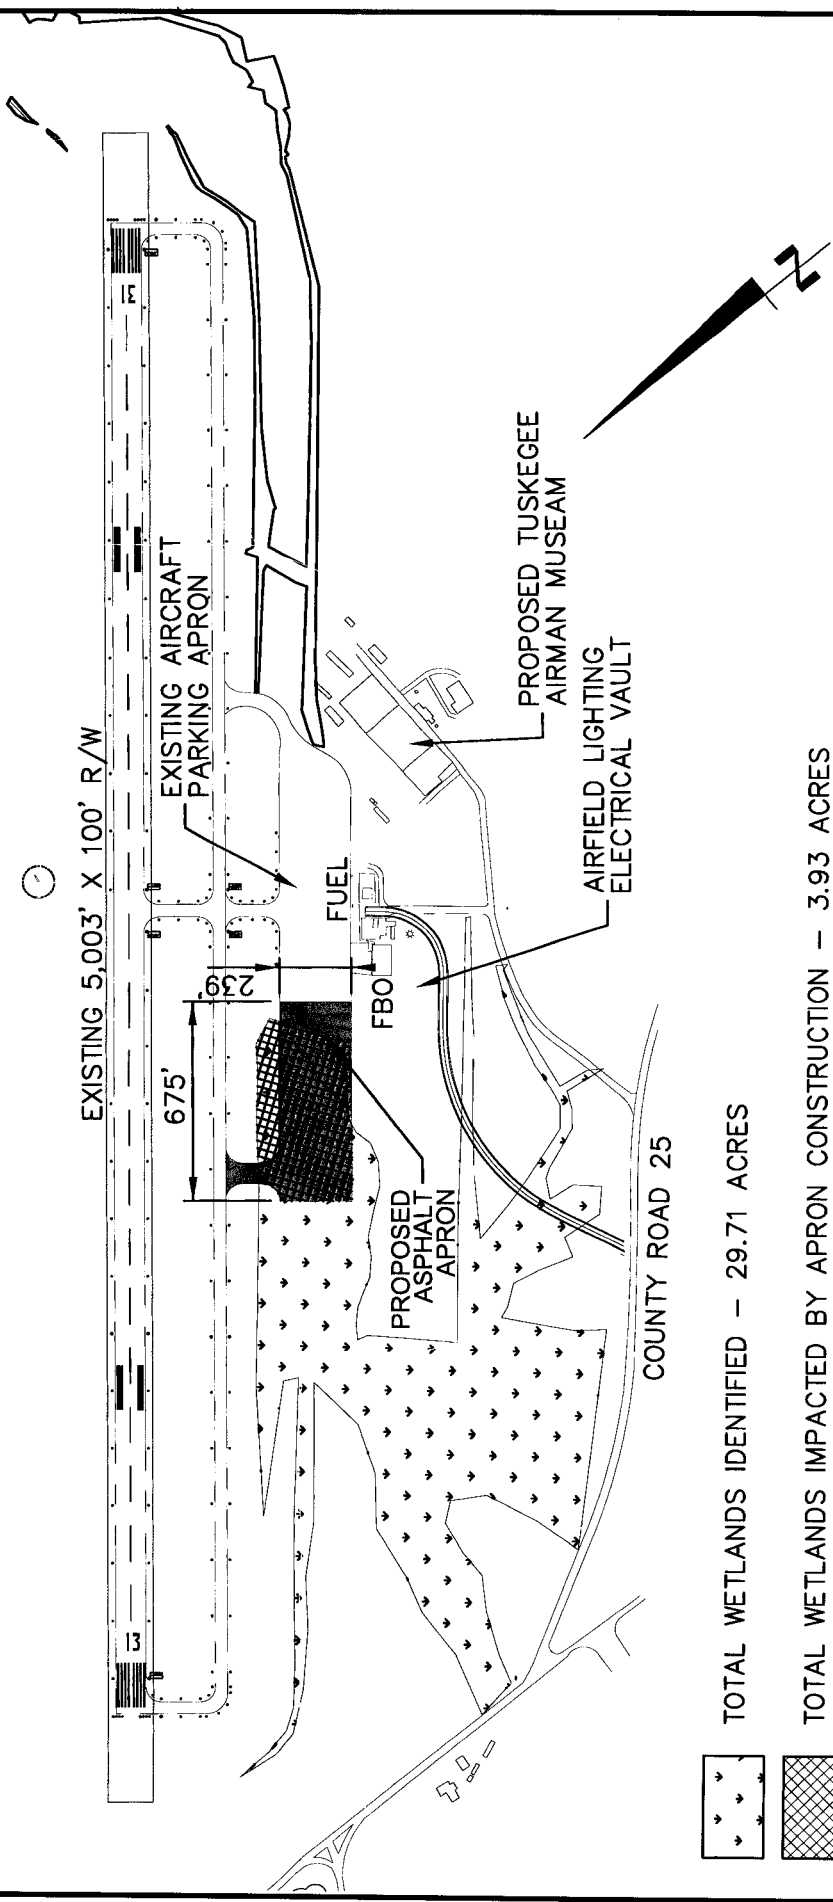 EXISTING 5,003' X 100' R/W
31
13
EXISTING AIRCRAFT
PARKING APRON
675'
239'
FUEL
FBO
PROPOSED
ASPHALT
APRON
PROPOSED TUSKEGEE
AIRMAN MUSEAM
AIRFIELD LIGHTING
ELECTRICAL VAULT
COUNTY ROAD 25
N
TOTAL WETLANDS IDENTIFIED – 29.71 ACRES
TOTAL WETLANDS IMPACTED BY APRON CONSTRUCTION – 3.93 ACRES